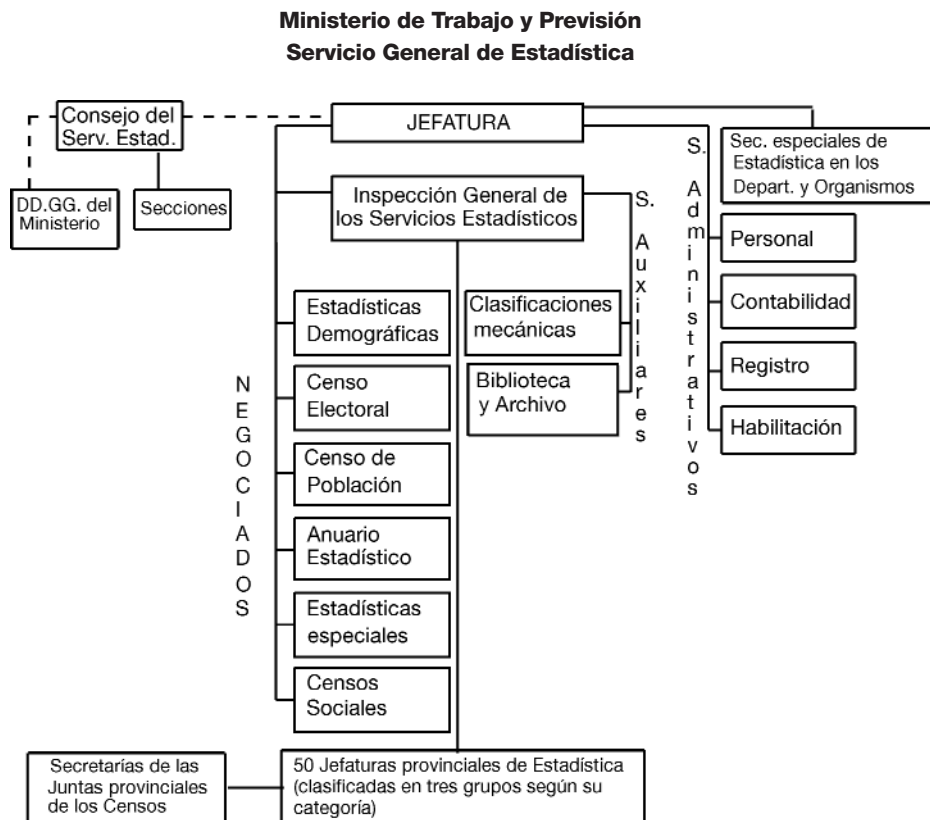 Ministerio de Trabajo y Previsión
Servicio General de Estadística
Consejo del
Serv. Estad.
JEFATURA
Sec. especiales de
Estadística en los
Depart. y Organismos
DD.GG. del
Ministerio
Secciones
Inspección General de
los Servicios Estadísticos
S. Auxiliares
S. Administrativos
Personal
Contabilidad
Registro
Habilitación
Clasificaciones
mecánicas
Biblioteca
y Archivo
NEGOCIADOS
Estadísticas
Demográficas
Censo
Electoral
Censo de
Población
Anuario
Estadístico
Estadísticas
especiales
Censos
Sociales
Secretarías de las
Juntas provinciales
de los Censos
50 Jefaturas provinciales de Estadística
(clasificadas en tres grupos según su
categoría)